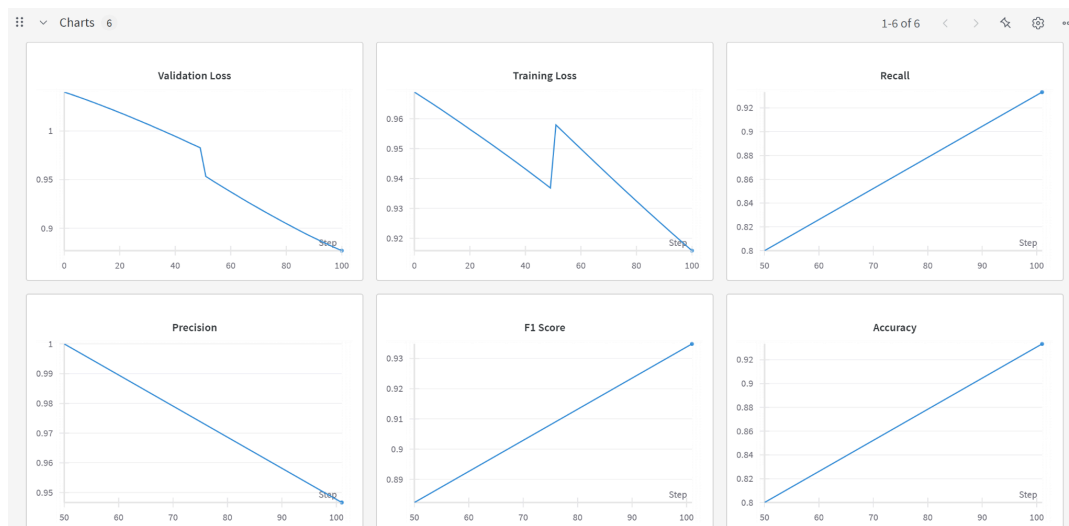 Charts 6 1-6 of 6
Validation Loss
1
0.95
0.9
Step
0 20 40 60 80 100
Training Loss
0.96
0.95
0.94
0.93
0.92
Step
0 20 40 60 80 100
Recall
0.92
0.9
0.88
0.86
0.84
0.82
0.8
Step
50 60 70 80 90 100
Precision
1
0.99
0.98
0.97
0.96
0.95
Step
50 60 70 80 90 100
F1 Score
0.93
0.92
0.91
0.9
0.89
Step
50 60 70 80 90 100
Accuracy
0.92
0.9
0.88
0.86
0.84
0.82
0.8
Step
50 60 70 80 90 100